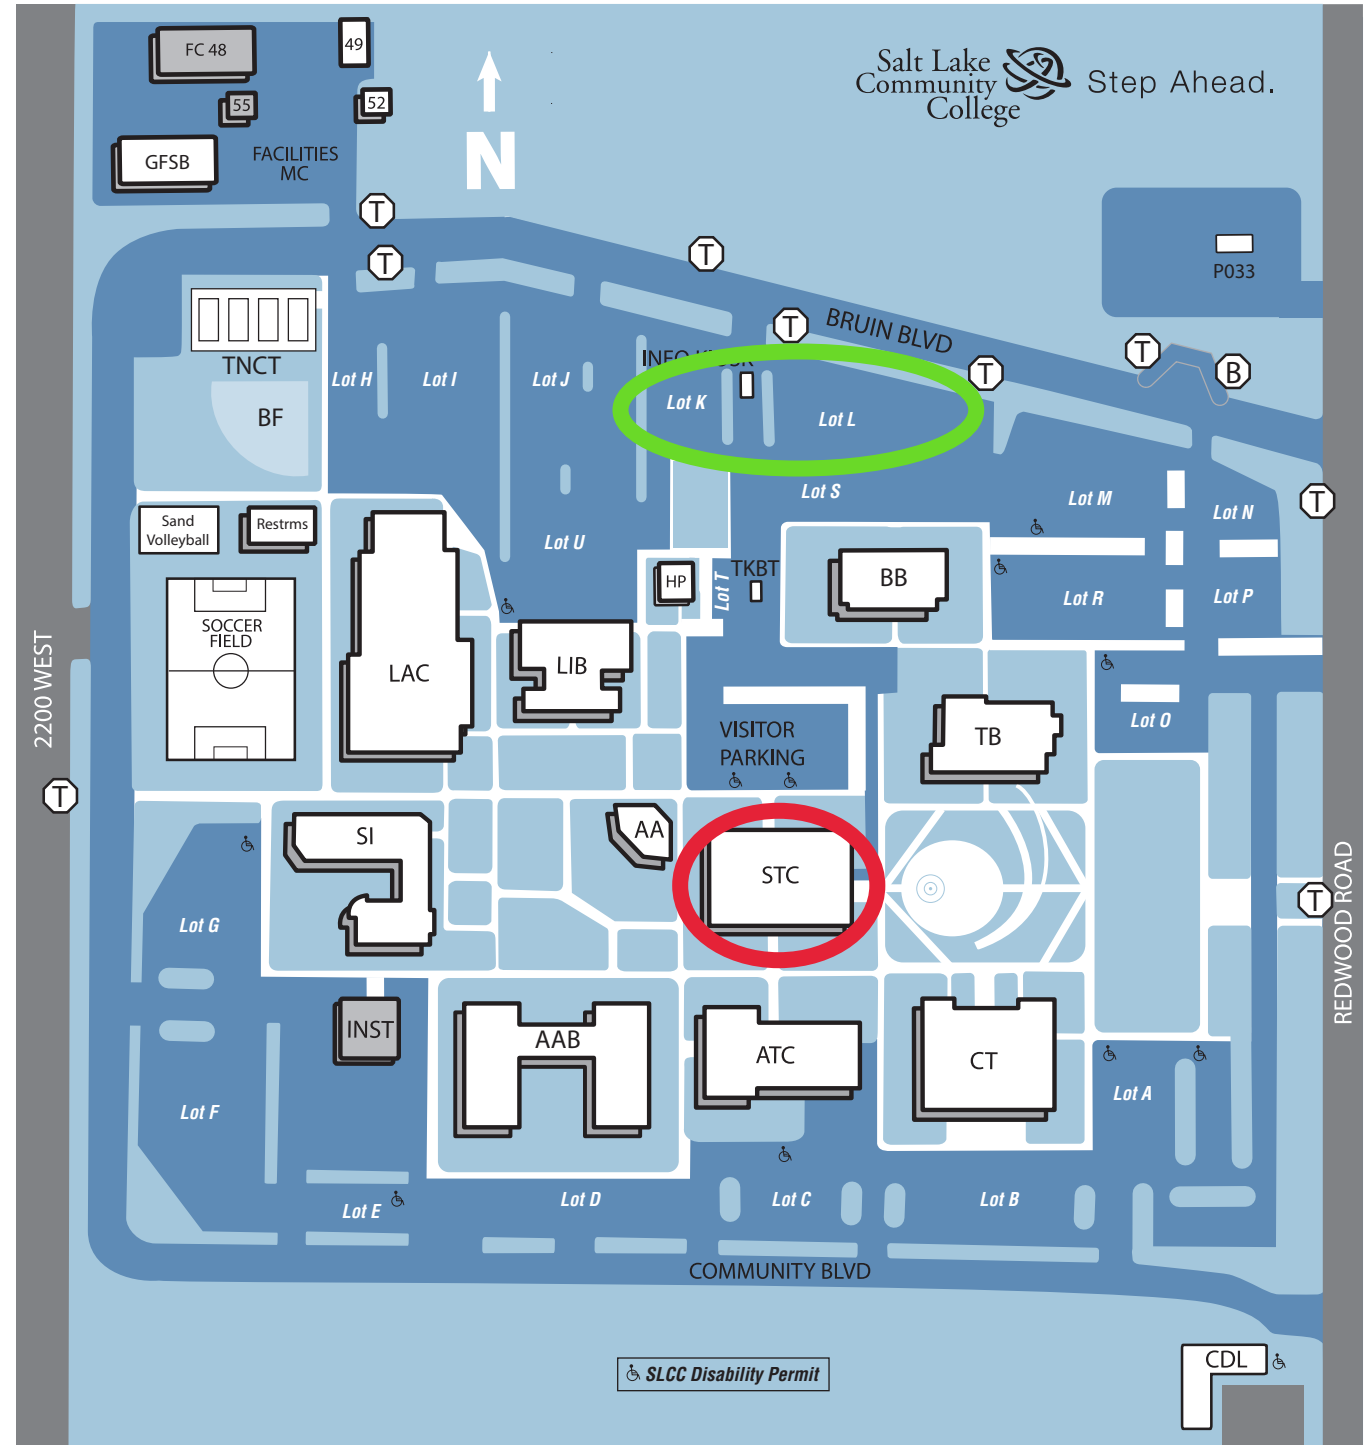 FC 48
49
Salt Lake
Community
College
Step Ahead.
55
52
GFSB
FACILITIES
MC
N
T
T
T
P033
T
BRUIN BLVD
T
B
T
TNCT
Lot H
Lot I
Lot J
Lot K
Lot L
BF
Lot S
Lot M
Lot N
T
Sand
Volleyball
Restrms
Lot U
HP
Lot T
TKBT
BB
Lot R
Lot P
SOCCER
FIELD
LAC
LIB
2200 WEST
VISITOR
PARKING
TB
Lot O
T
SI
AA
STC
T
REDWOOD ROAD
Lot G
INST
AAB
ATC
CT
Lot F
Lot A
Lot E
Lot D
Lot C
Lot B
COMMUNITY BLVD
CDL
SLCC Disability Permit